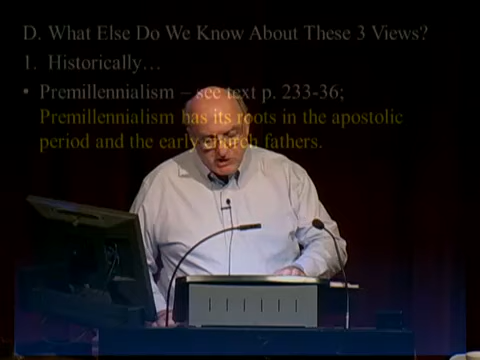 D. What Else Do We Know About These 3 Views?
1. Historically…
▪ Premillennialism – see text p. 233-36;
Premillennialism has its roots in the apostolic
period and the early church fathers.